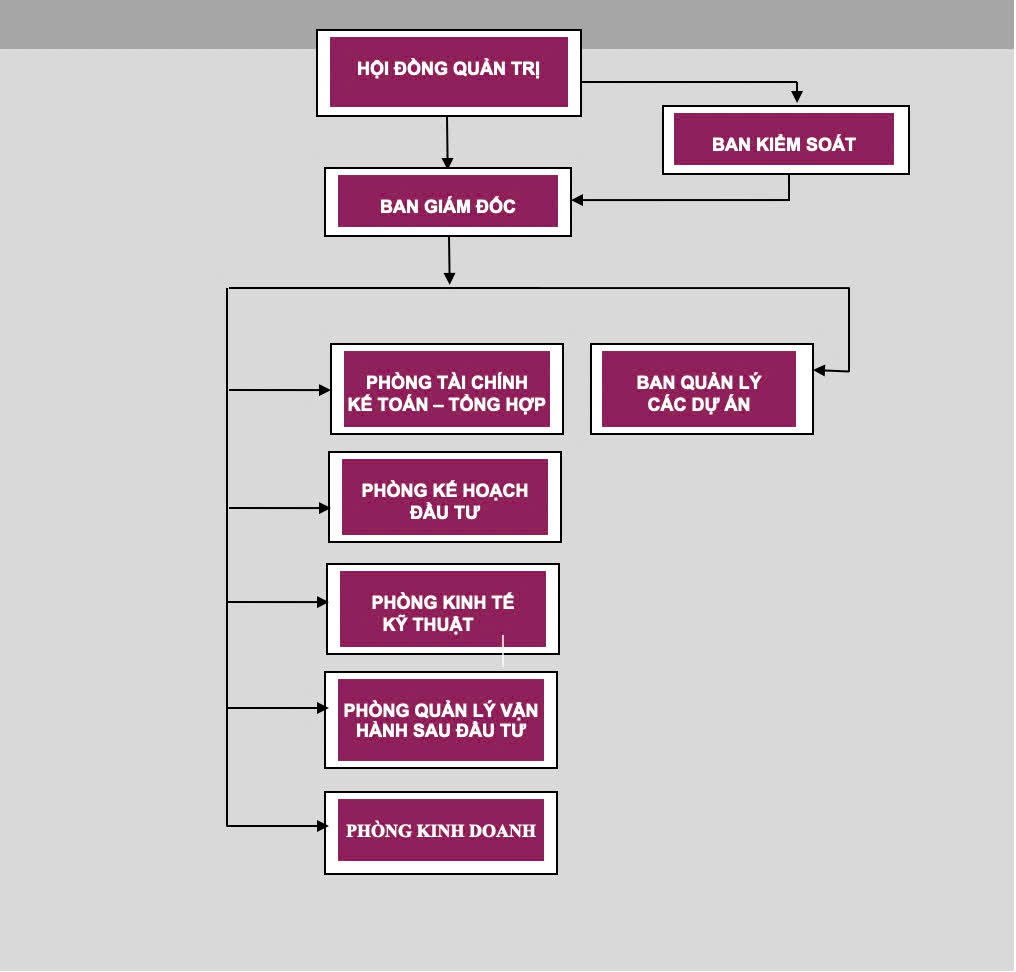 HỘI ĐỒNG QUẢN TRỊ
BAN KIỂM SOÁT
BAN GIÁM ĐỐC
PHÒNG TÀI CHÍNH
KẾ TOÁN – TỔNG HỢP
BAN QUẢN LÝ
CÁC DỰ ÁN
PHÒNG KẾ HOẠCH
ĐẦU TƯ
PHÒNG KINH TẾ
KỸ THUẬT
PHÒNG QUẢN LÝ VẬN
HÀNH SAU ĐẦU TƯ
PHÒNG KINH DOANH